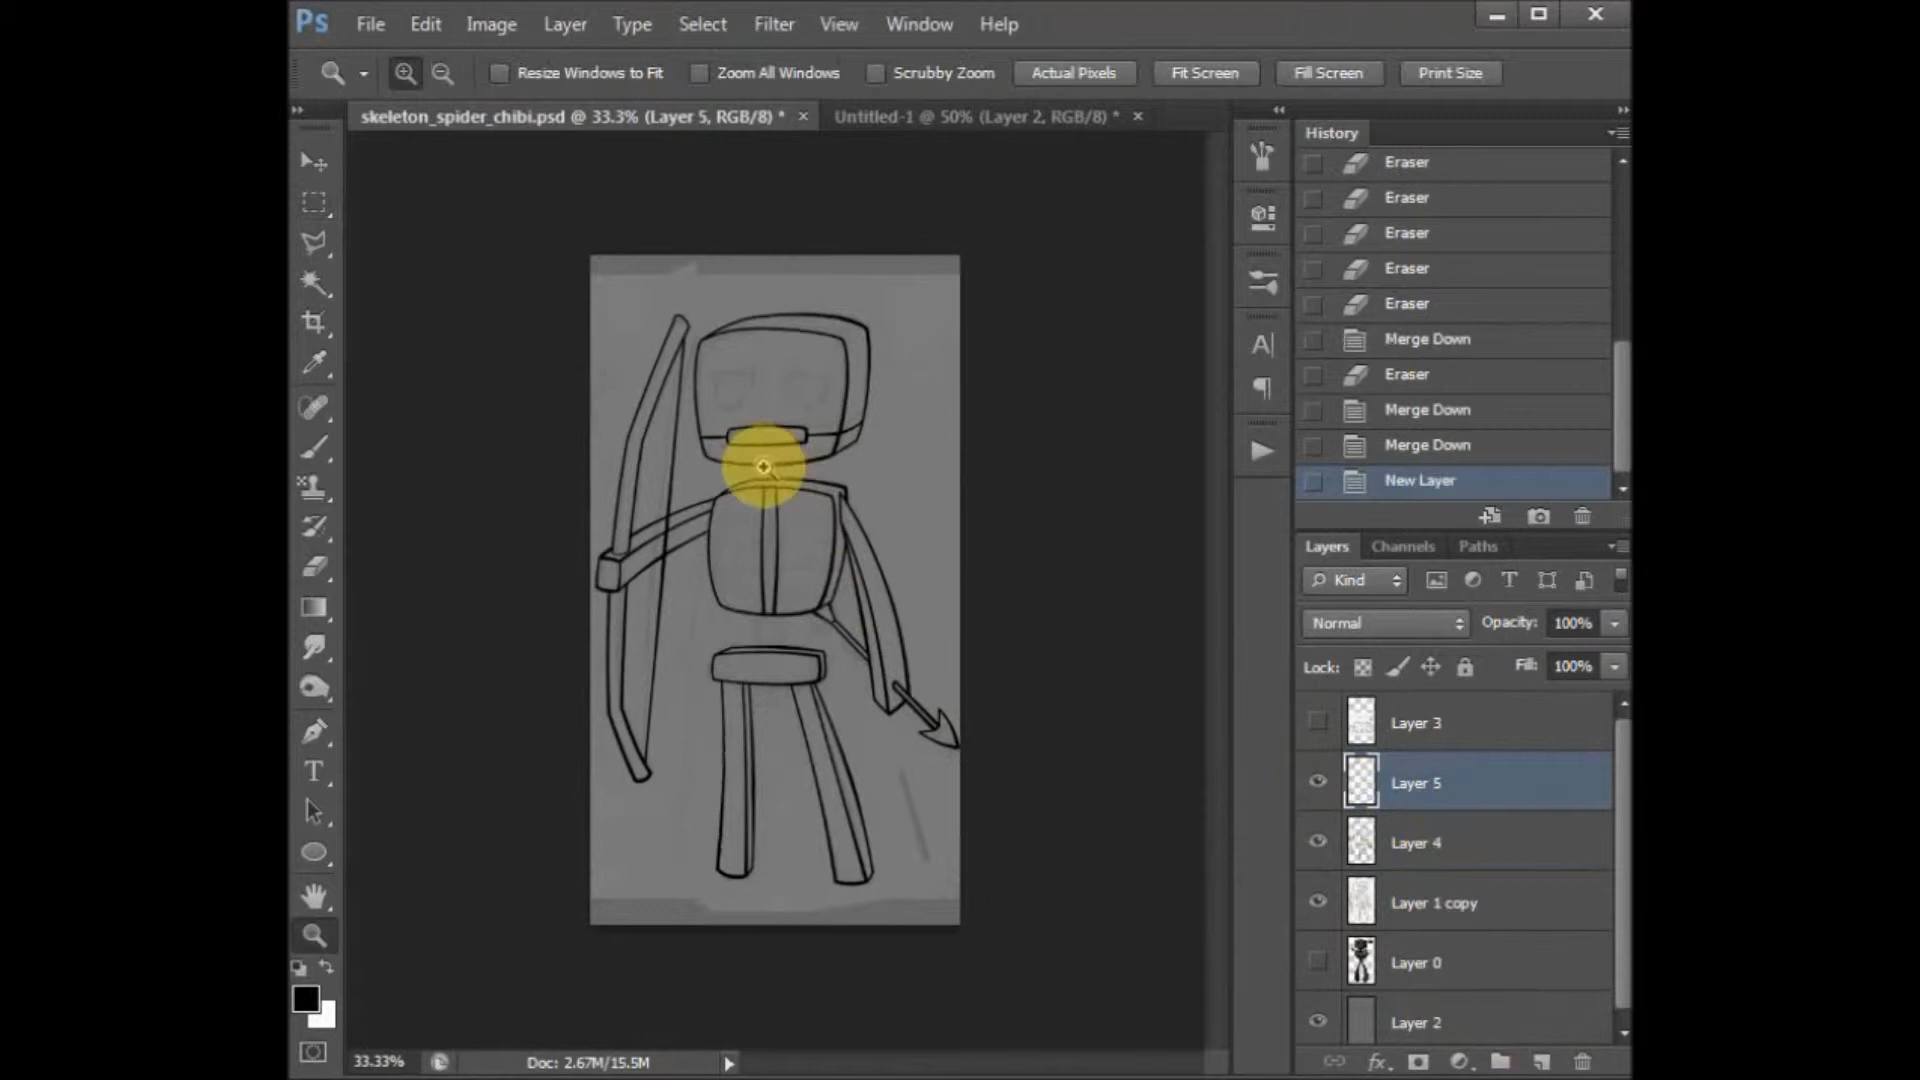 Ps File Edit Image Layer Type Select Filter View Window Help
Resize Windows to Fit Zoom All Windows Scrubby Zoom Actual Pixels Fit Screen Fill Screen Print Size
skeleton_spider_chibi.psd @ 33.3% (Layer 5, RGB/8) * × Untitled-1 @ 50% (Layer 2, RGB/8) * ×
History
Eraser
Eraser
Eraser
Eraser
Eraser
Merge Down
Eraser
Merge Down
Merge Down
New Layer
Layers Channels Paths
Kind
Normal Opacity: 100%
Lock: Fill: 100%
Layer 3
Layer 5
Layer 4
Layer 1 copy
Layer 0
Layer 2
33.33% Doc: 2.67M/15.5M